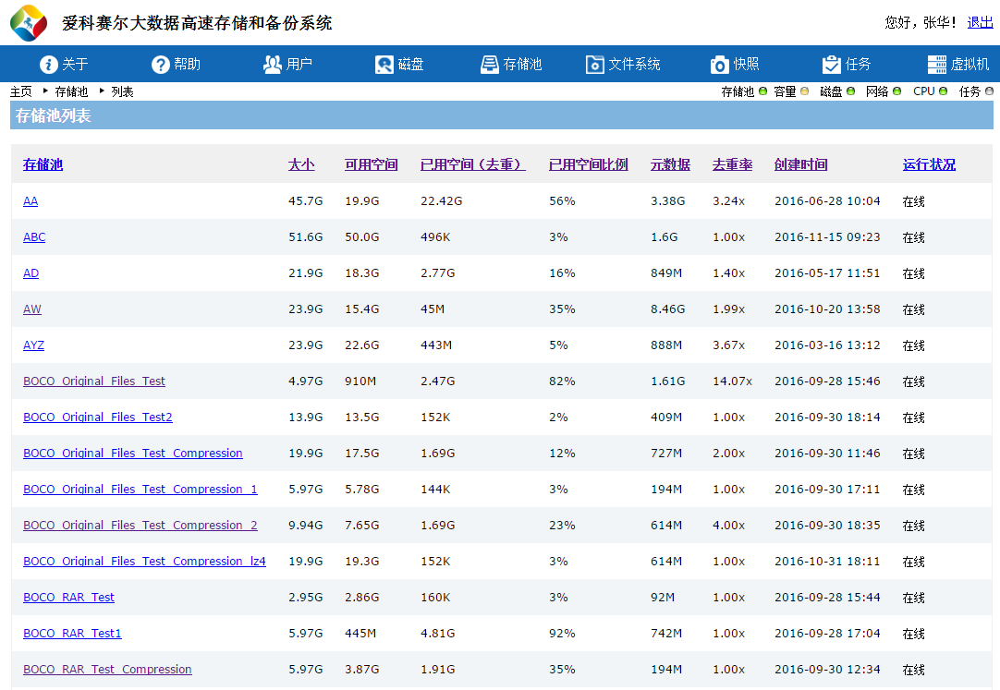 爱科赛尔大数据高速存储和备份系统 您好，张华！ 退出
关于 帮助 用户 磁盘 存储池 文件系统 快照 任务 虚拟机
主页 存储池 列表 存储池 容量 磁盘 网络 CPU 任务
存储池列表
存储池 大小 可用空间 已用空间（去重） 已用空间比例 元数据 去重率 创建时间 运行状况
AA 45.7G 19.9G 22.42G 56% 3.38G 3.24x 2016-06-28 10:04 在线
ABC 51.6G 50.0G 496K 3% 1.6G 1.00x 2016-11-15 09:23 在线
AD 21.9G 18.3G 2.77G 16% 849M 1.40x 2016-05-17 11:51 在线
AW 23.9G 15.4G 45M 35% 8.46G 1.99x 2016-10-20 13:58 在线
AYZ 23.9G 22.6G 443M 5% 888M 3.67x 2016-03-16 13:12 在线
BOCO_Original_Files_Test 4.97G 910M 2.47G 82% 1.61G 14.07x 2016-09-28 15:46 在线
BOCO_Original_Files_Test2 13.9G 13.5G 152K 2% 409M 1.00x 2016-09-30 18:14 在线
BOCO_Original_Files_Test_Compression 19.9G 17.5G 1.69G 12% 727M 2.00x 2016-09-30 11:46 在线
BOCO_Original_Files_Test_Compression_1 5.97G 5.78G 144K 3% 194M 1.00x 2016-09-30 17:11 在线
BOCO_Original_Files_Test_Compression_2 9.94G 7.65G 1.69G 23% 614M 4.00x 2016-09-30 18:35 在线
BOCO_Original_Files_Test_Compression_lz4 19.9G 19.3G 152K 3% 614M 1.00x 2016-10-31 18:11 在线
BOCO_RAR_Test 2.95G 2.86G 160K 3% 92M 1.00x 2016-09-28 15:44 在线
BOCO_RAR_Test1 5.97G 445M 4.81G 92% 742M 1.00x 2016-09-28 17:04 在线
BOCO_RAR_Test_Compression 5.97G 3.87G 1.91G 35% 194M 1.00x 2016-09-30 12:34 在线